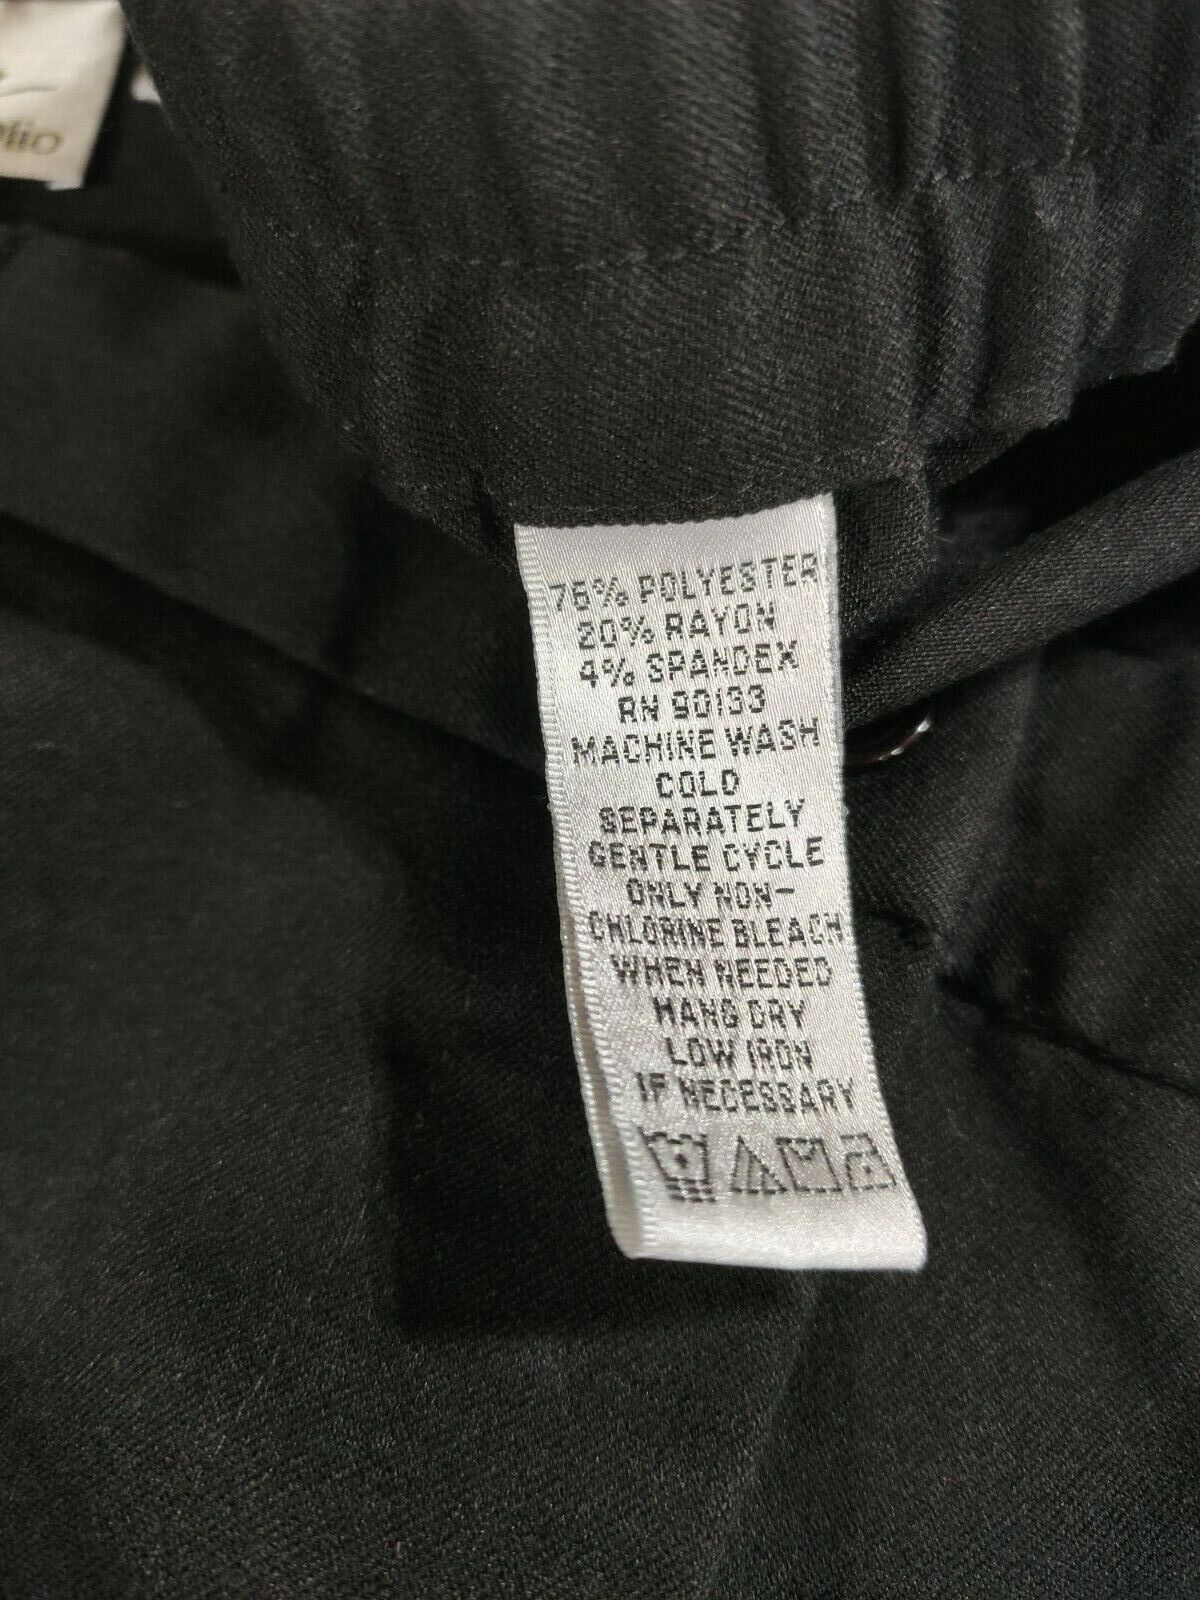 76% POLYESTER
20% RAYON
4% SPANDEX
RN 90133
MACHINE WASH
COLD
SEPARATELY
GENTLE CYCLE
ONLY NON-
CHLORINE BLEACH
WHEN NEEDED
HANG DRY
LOW IRON
IF NECESSARY